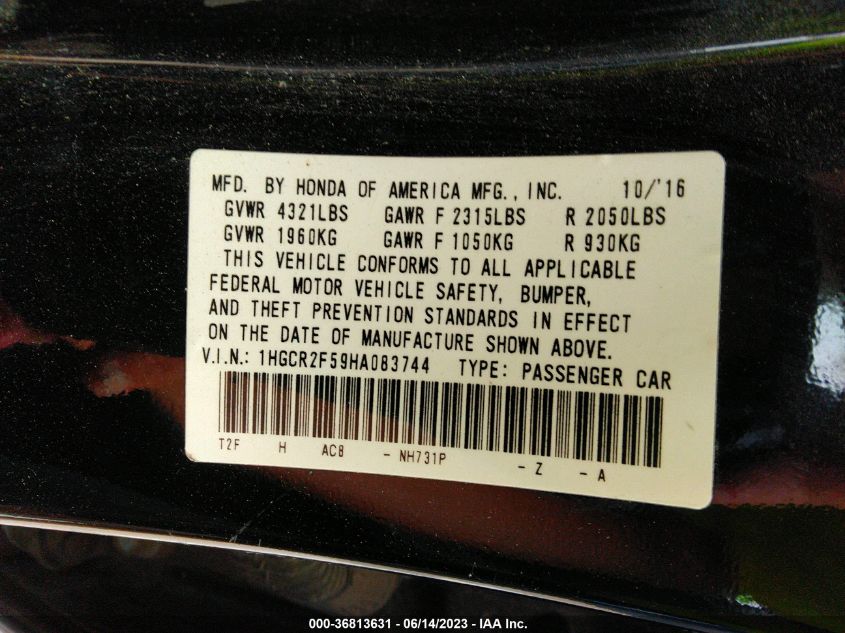 MFD. BY HONDA OF AMERICA MFG., INC. 10/'16
GVWR 4321LBS GAWR F 2315LBS R 2050LBS
GVWR 1960KG GAWR F 1050KG R 930KG
THIS VEHICLE CONFORMS TO ALL APPLICABLE
FEDERAL MOTOR VEHICLE SAFETY, BUMPER,
AND THEFT PREVENTION STANDARDS IN EFFECT
ON THE DATE OF MANUFACTURE SHOWN ABOVE.
V.I.N.: 1HGCR2F59HA083744 TYPE: PASSENGER CAR
T2F H ACB - NH731P - Z - A
000-36813631 - 06/14/2023 - IAA Inc.